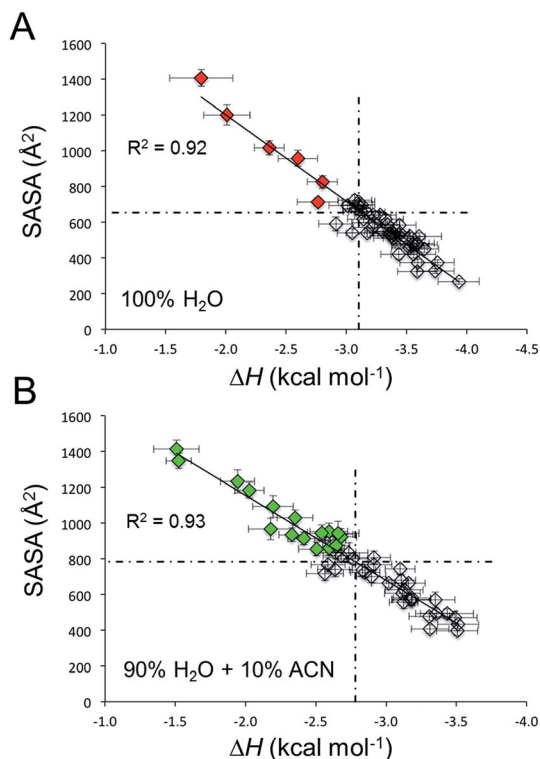 A
1600
1400
1200
1000
800
600
400
200
0
SASA (Å²)
R² = 0.92
100% H₂O
-1.0 -1.5 -2.0 -2.5 -3.0 -3.5 -4.0 -4.5
ΔH (kcal mol⁻¹)
B
1600
1400
1200
1000
800
600
400
200
0
SASA (Å²)
R² = 0.93
90% H₂O + 10% ACN
-1.0 -1.5 -2.0 -2.5 -3.0 -3.5 -4.0
ΔH (kcal mol⁻¹)